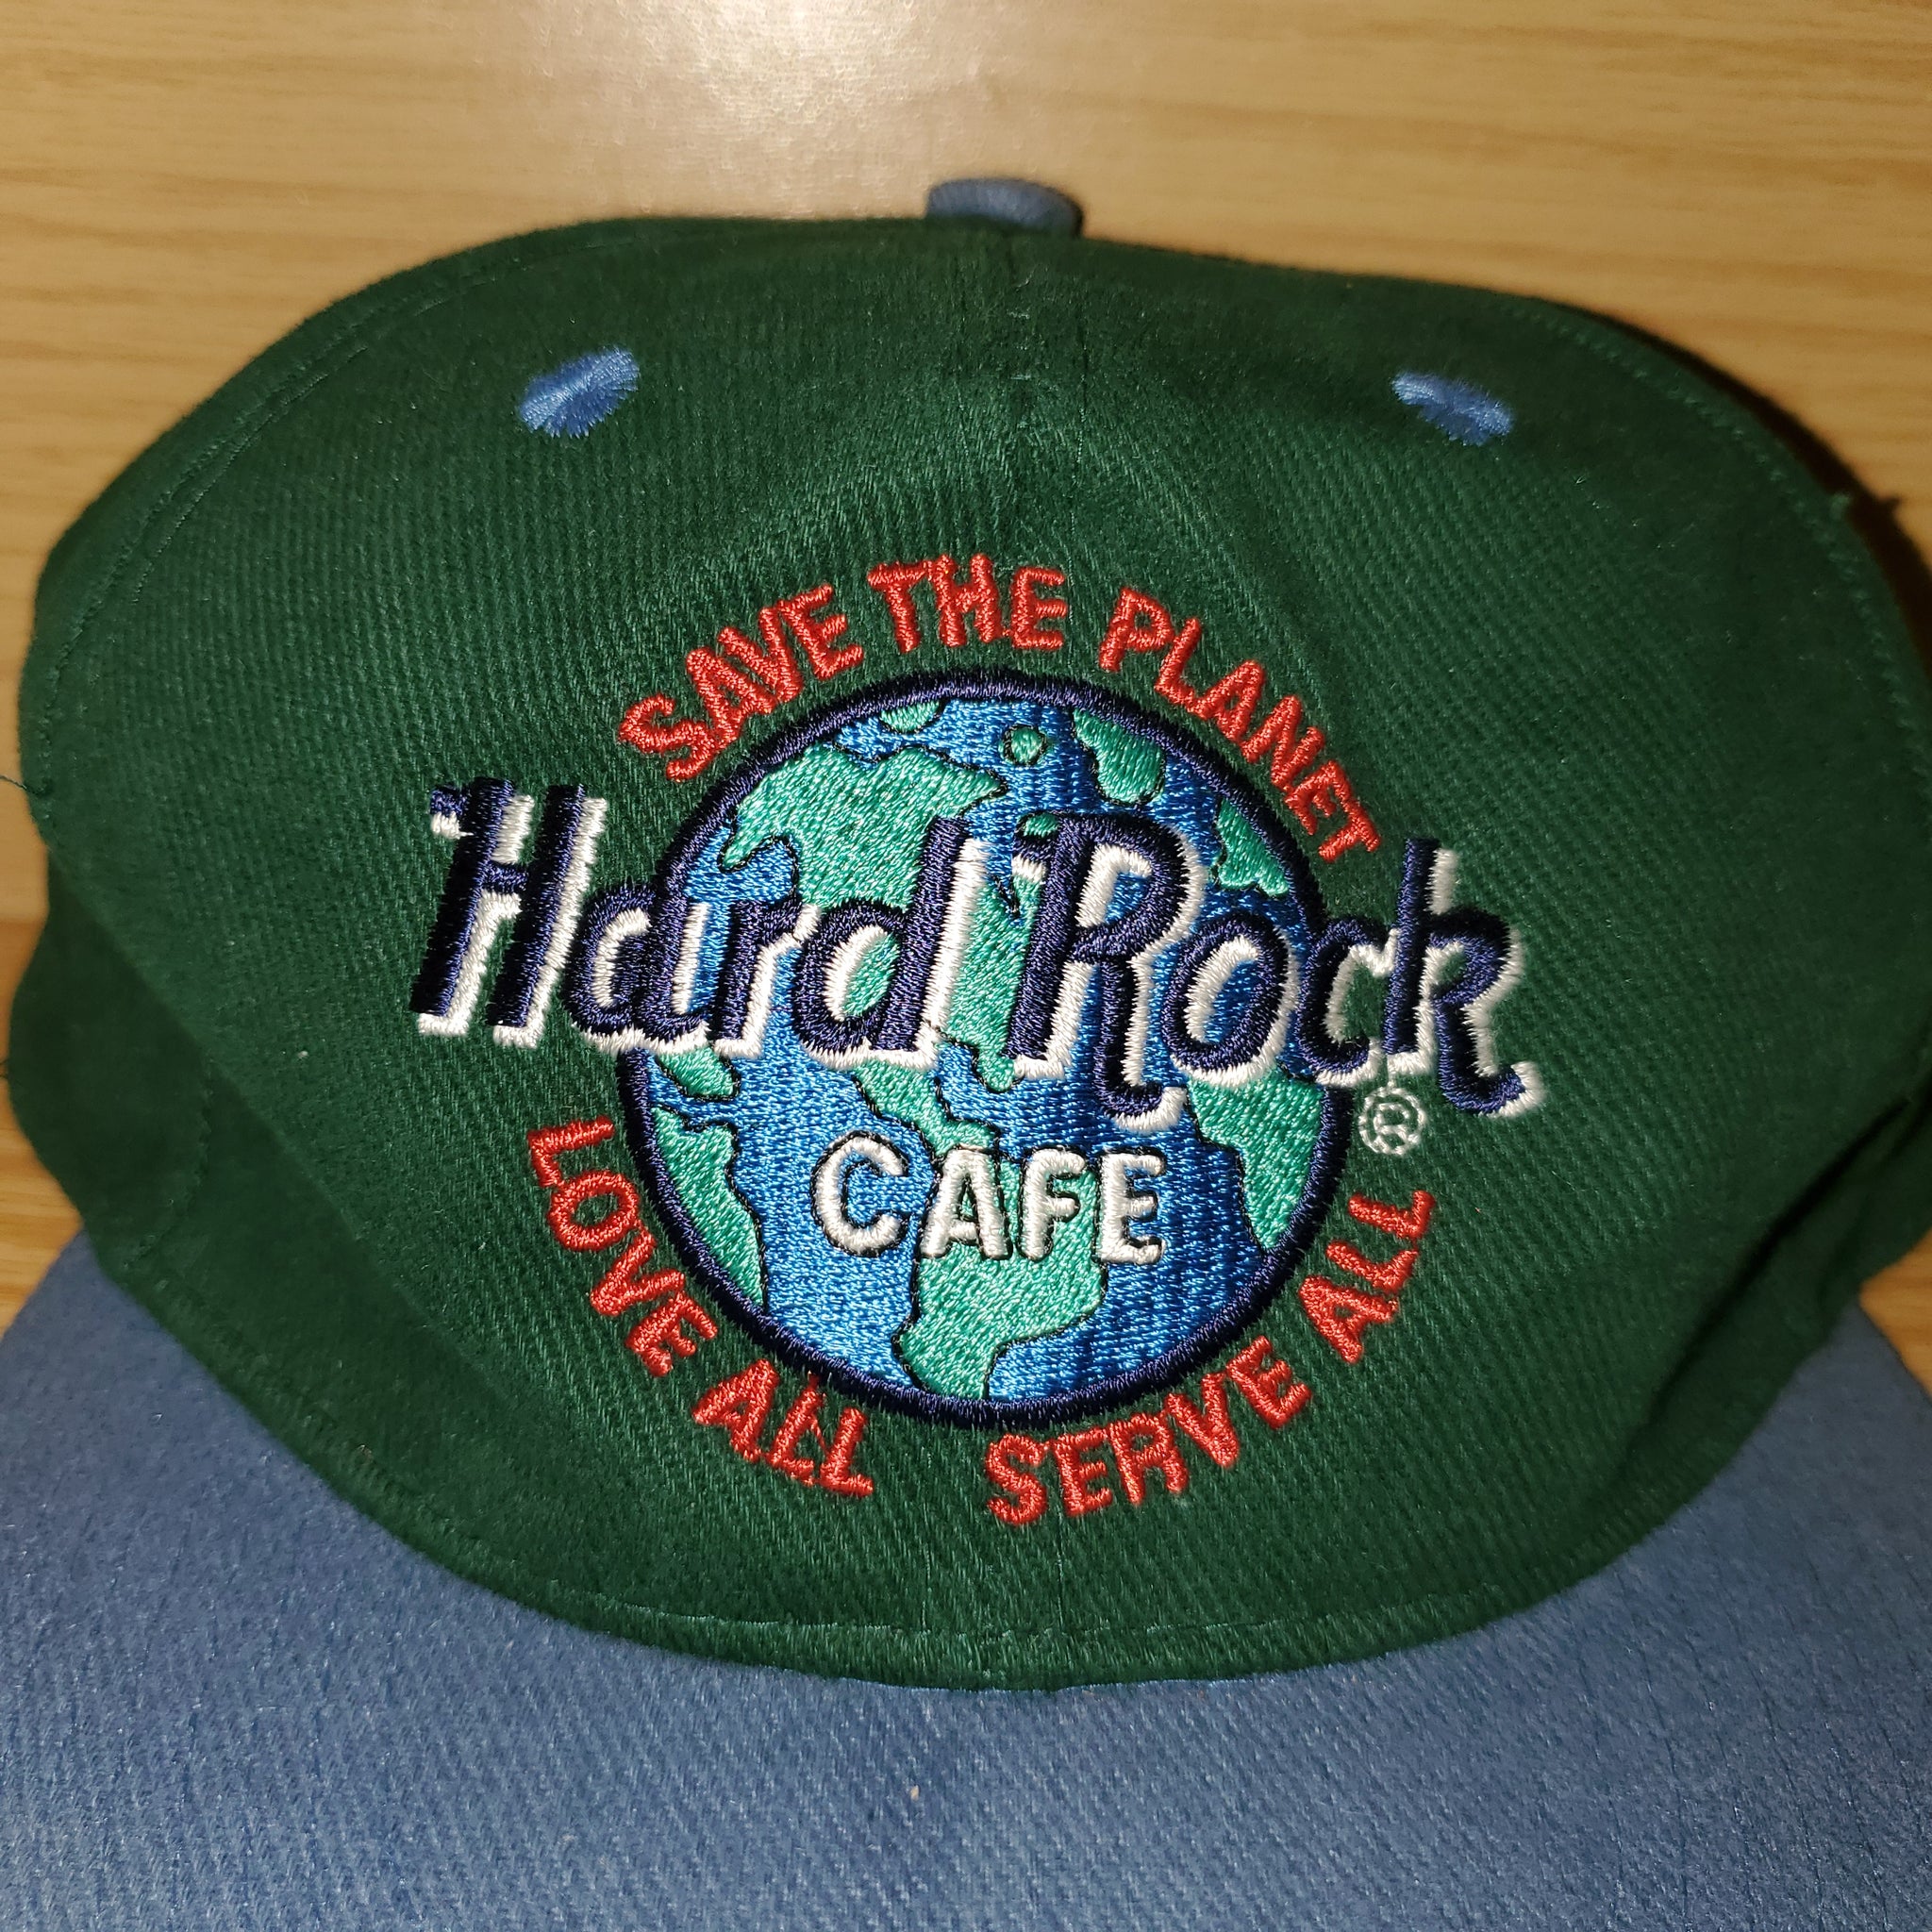 SAVE THE PLANET
Hard Rock
®
CAFE
LOVE ALL SERVE ALL